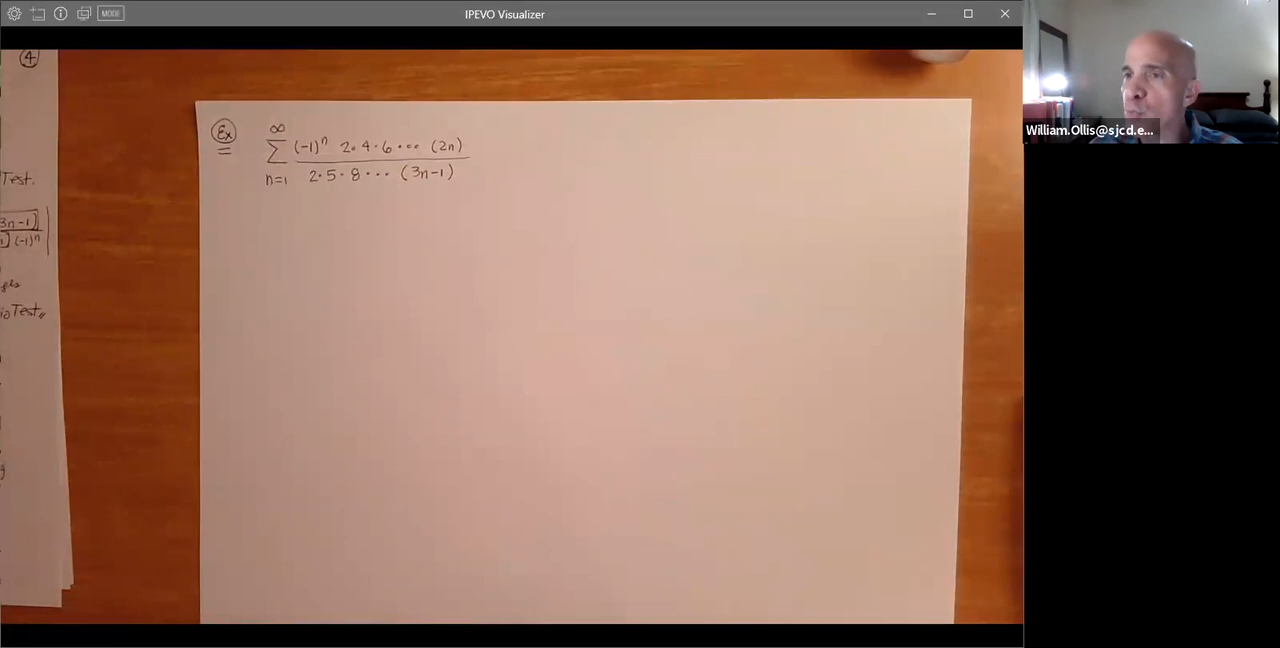 MODE
IPEVO Visualizer
4
Test.
3n-1)]
(-1)ⁿ
Test
Ex
∞
Σ (-1)ⁿ 2·4·6··· (2n)
n=1 2·5·8··· (3n-1)
William.Ollis@sjcd.e...